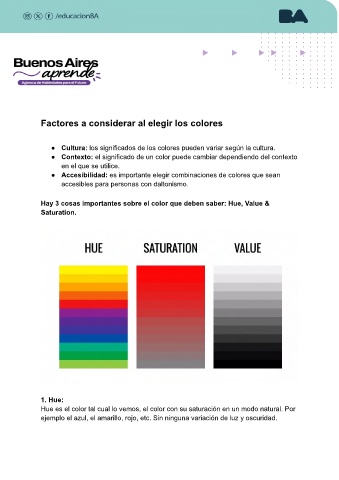 /educacionBA
BA
Buenos Aires
aprende
Agencia de Habilidades para el Futuro
Factores a considerar al elegir los colores
● Cultura: los significados de los colores pueden variar según la cultura.
● Contexto: el significado de un color puede cambiar dependiendo del contexto
en el que se utilice.
● Accesibilidad: es importante elegir combinaciones de colores que sean
accesibles para personas con daltonismo.
Hay 3 cosas importantes sobre el color que deben saber: Hue, Value &
Saturation.
HUE SATURATION VALUE
1. Hue:
Hue es el color tal cual lo vemos, el color con su saturación en un modo natural. Por
ejemplo el azul, el amarillo, rojo, etc. Sin ninguna variación de luz y oscuridad.